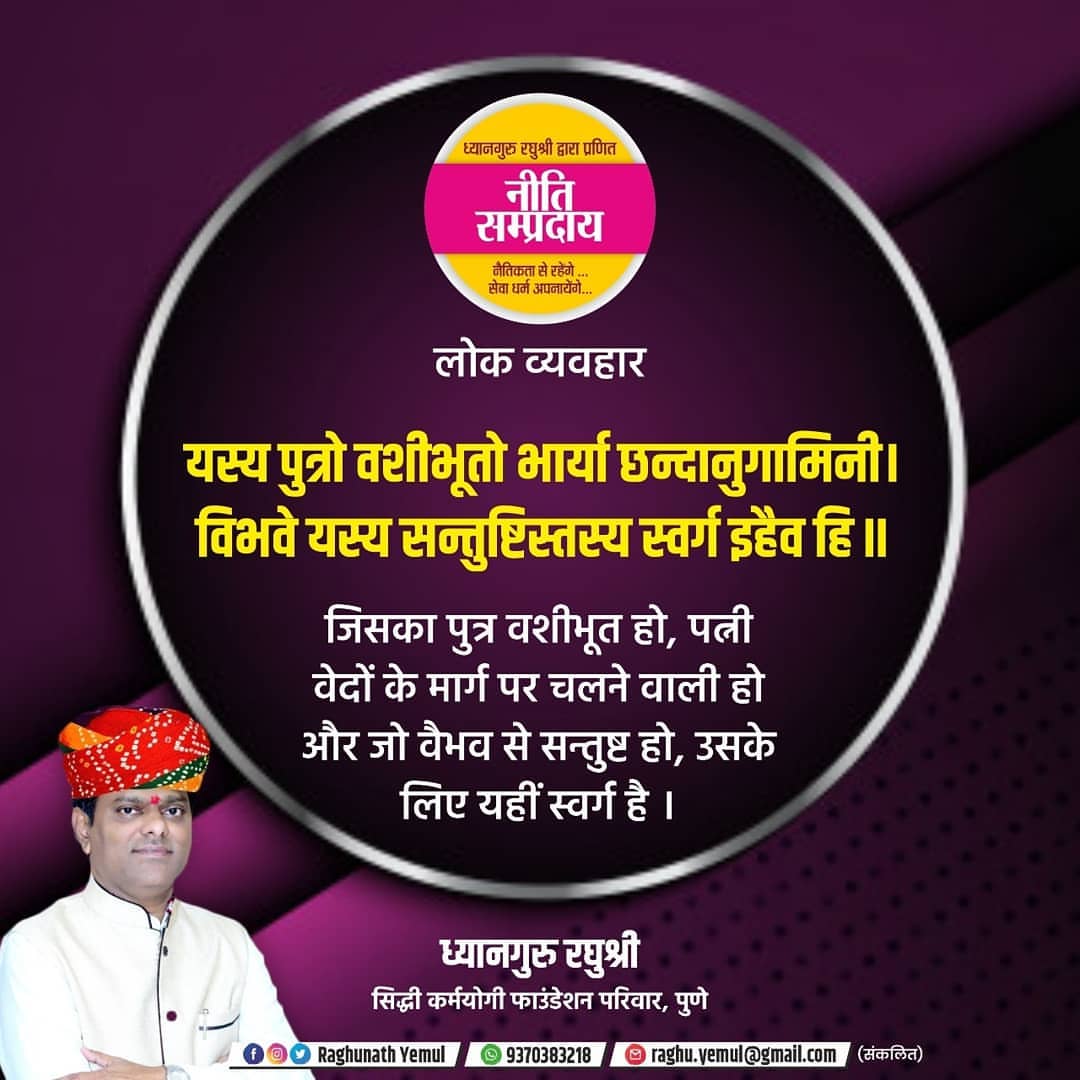 ध्यानगुरु रघुश्री द्वारा प्रणित
नीति
सम्प्रदाय
नैतिकता से रहेंगे ...
सेवा धर्म अपनायेंगे...
लोक व्यवहार
यस्य पुत्रो वशीभूतो भार्या छन्दानुगामिनी।
विभवे यस्य सन्तुष्टिस्तस्य स्वर्ग इहैव हि ॥
जिसका पुत्र वशीभूत हो, पत्नी
वेदों के मार्ग पर चलने वाली हो
और जो वैभव से सन्तुष्ट हो, उसके
लिए यहीं स्वर्ग है ।
ध्यानगुरु रघुश्री
सिद्धी कर्मयोगी फाउंडेशन परिवार, पुणे
Raghunath Yemul / 9370383218 / raghu.yemul@gmail.com / (संकलित)